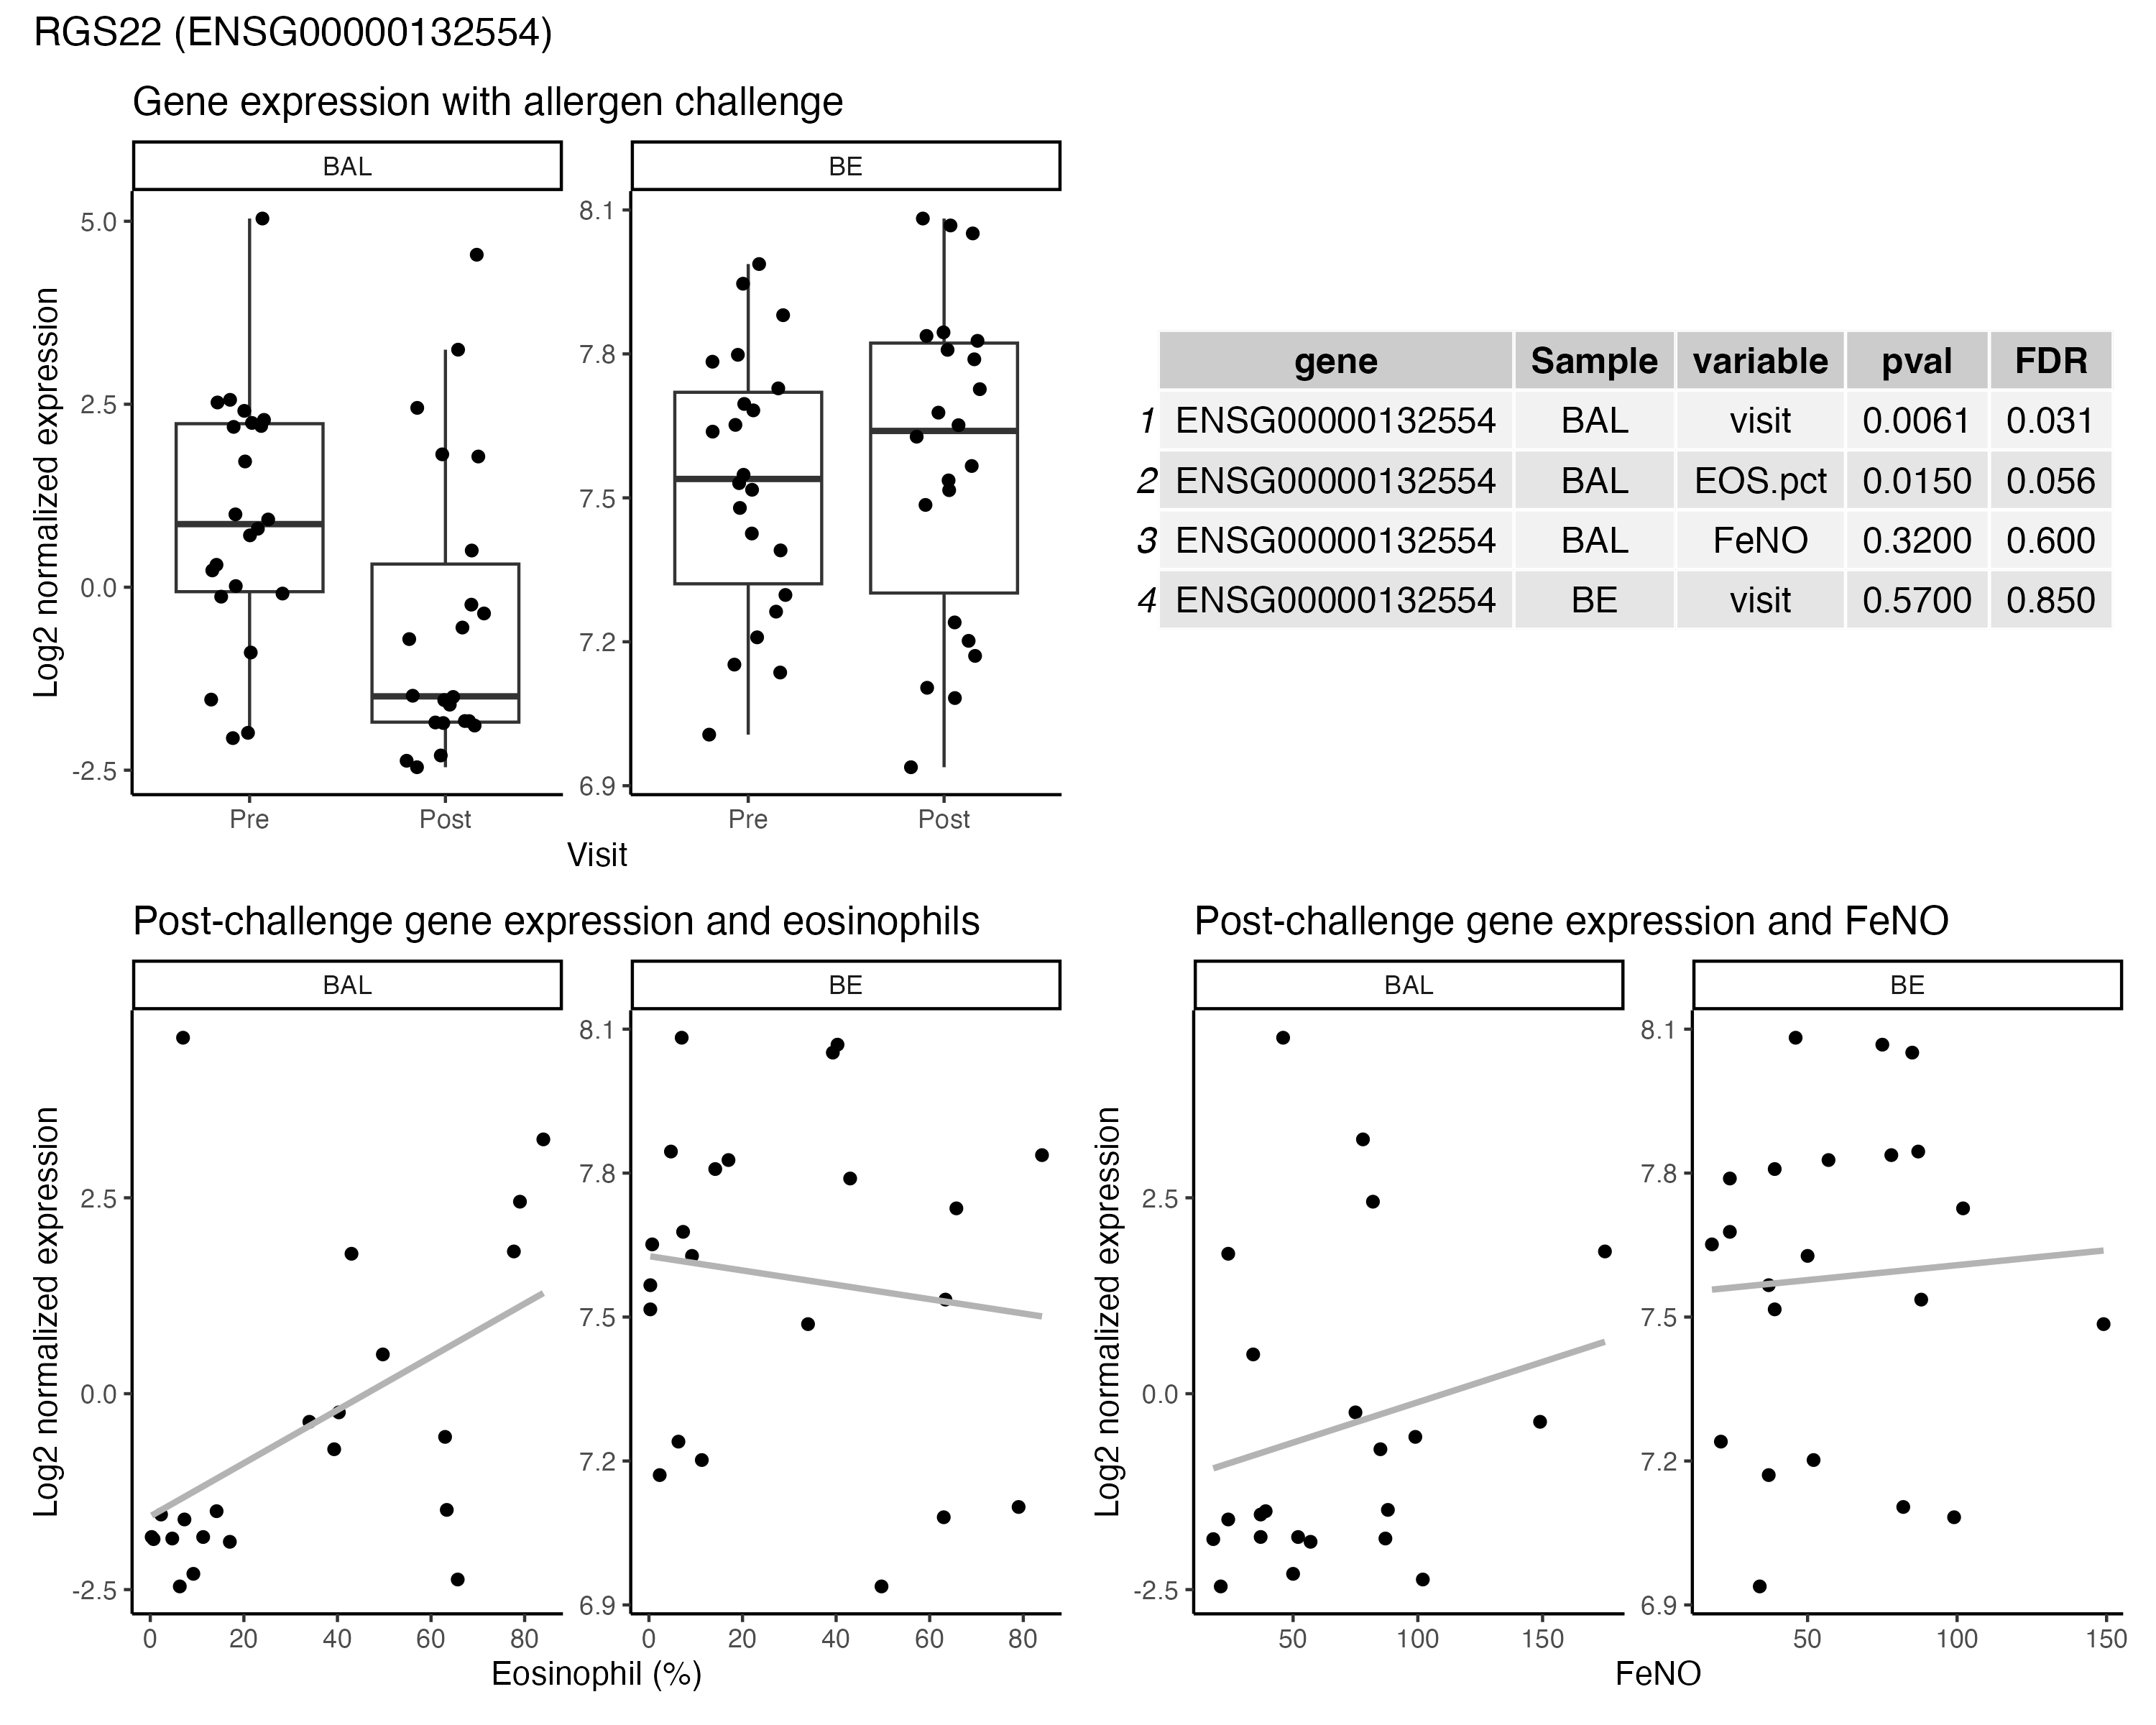 RGS22 (ENSG00000132554)
Gene expression with allergen challenge
BAL
BE
Log2 normalized expression
5.0
2.5
0.0
-2.5
8.1
7.8
7.5
7.2
6.9
Pre
Post
Pre
Post
Visit
gene Sample variable pval FDR
1 ENSG00000132554 BAL visit 0.0061 0.031
2 ENSG00000132554 BAL EOS.pct 0.0150 0.056
3 ENSG00000132554 BAL FeNO 0.3200 0.600
4 ENSG00000132554 BE visit 0.5700 0.850
Post-challenge gene expression and eosinophils
BAL
BE
Log2 normalized expression
2.5
0.0
-2.5
8.1
7.8
7.5
7.2
6.9
0 20 40 60 80
0 20 40 60 80
Eosinophil (%)
Post-challenge gene expression and FeNO
BAL
BE
Log2 normalized expression
2.5
0.0
-2.5
8.1
7.8
7.5
7.2
6.9
50 100 150
50 100 150
FeNO